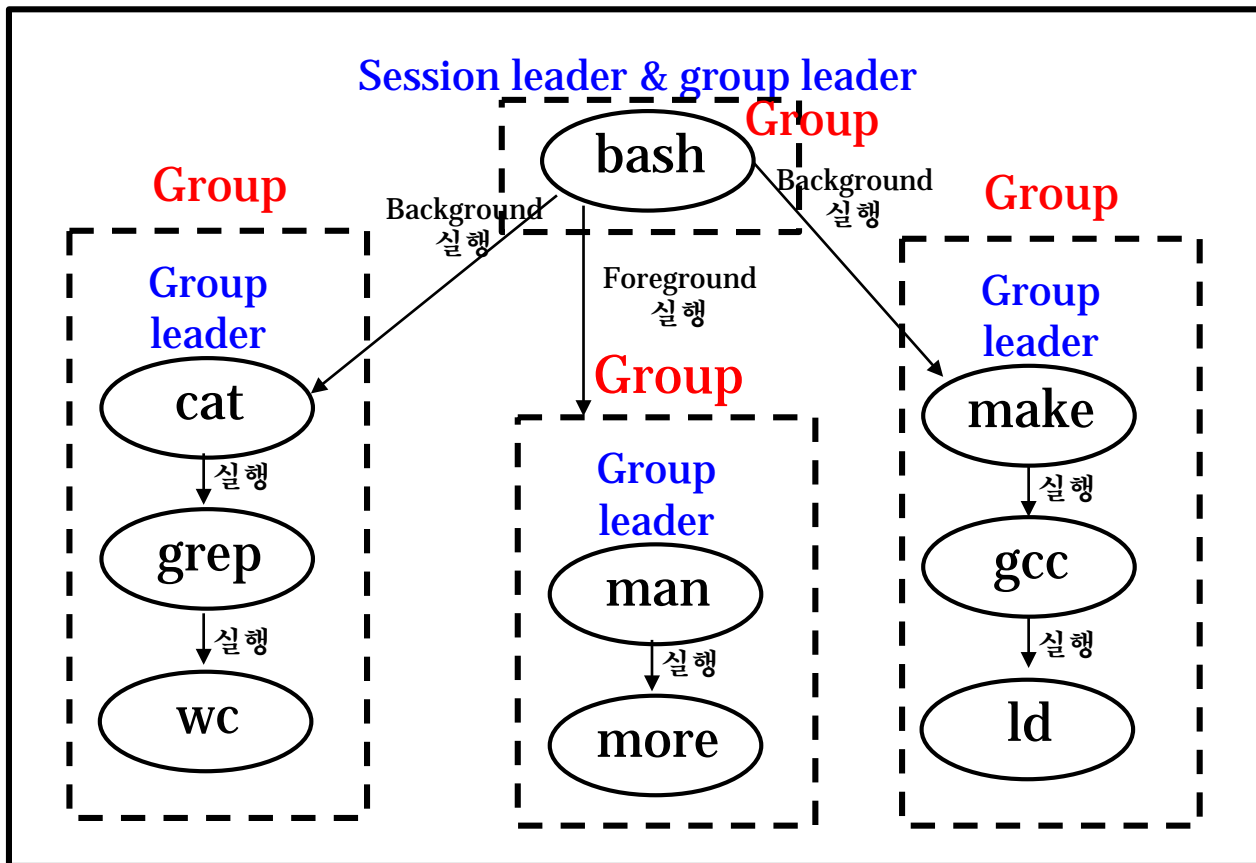 Session leader & group leader
Group
bash
Group
Background
실행
Background
실행
Group
Foreground
실행
Group
leader
cat
실행
grep
실행
wc
Group
Group
leader
man
실행
more
Group
leader
make
실행
gcc
실행
ld